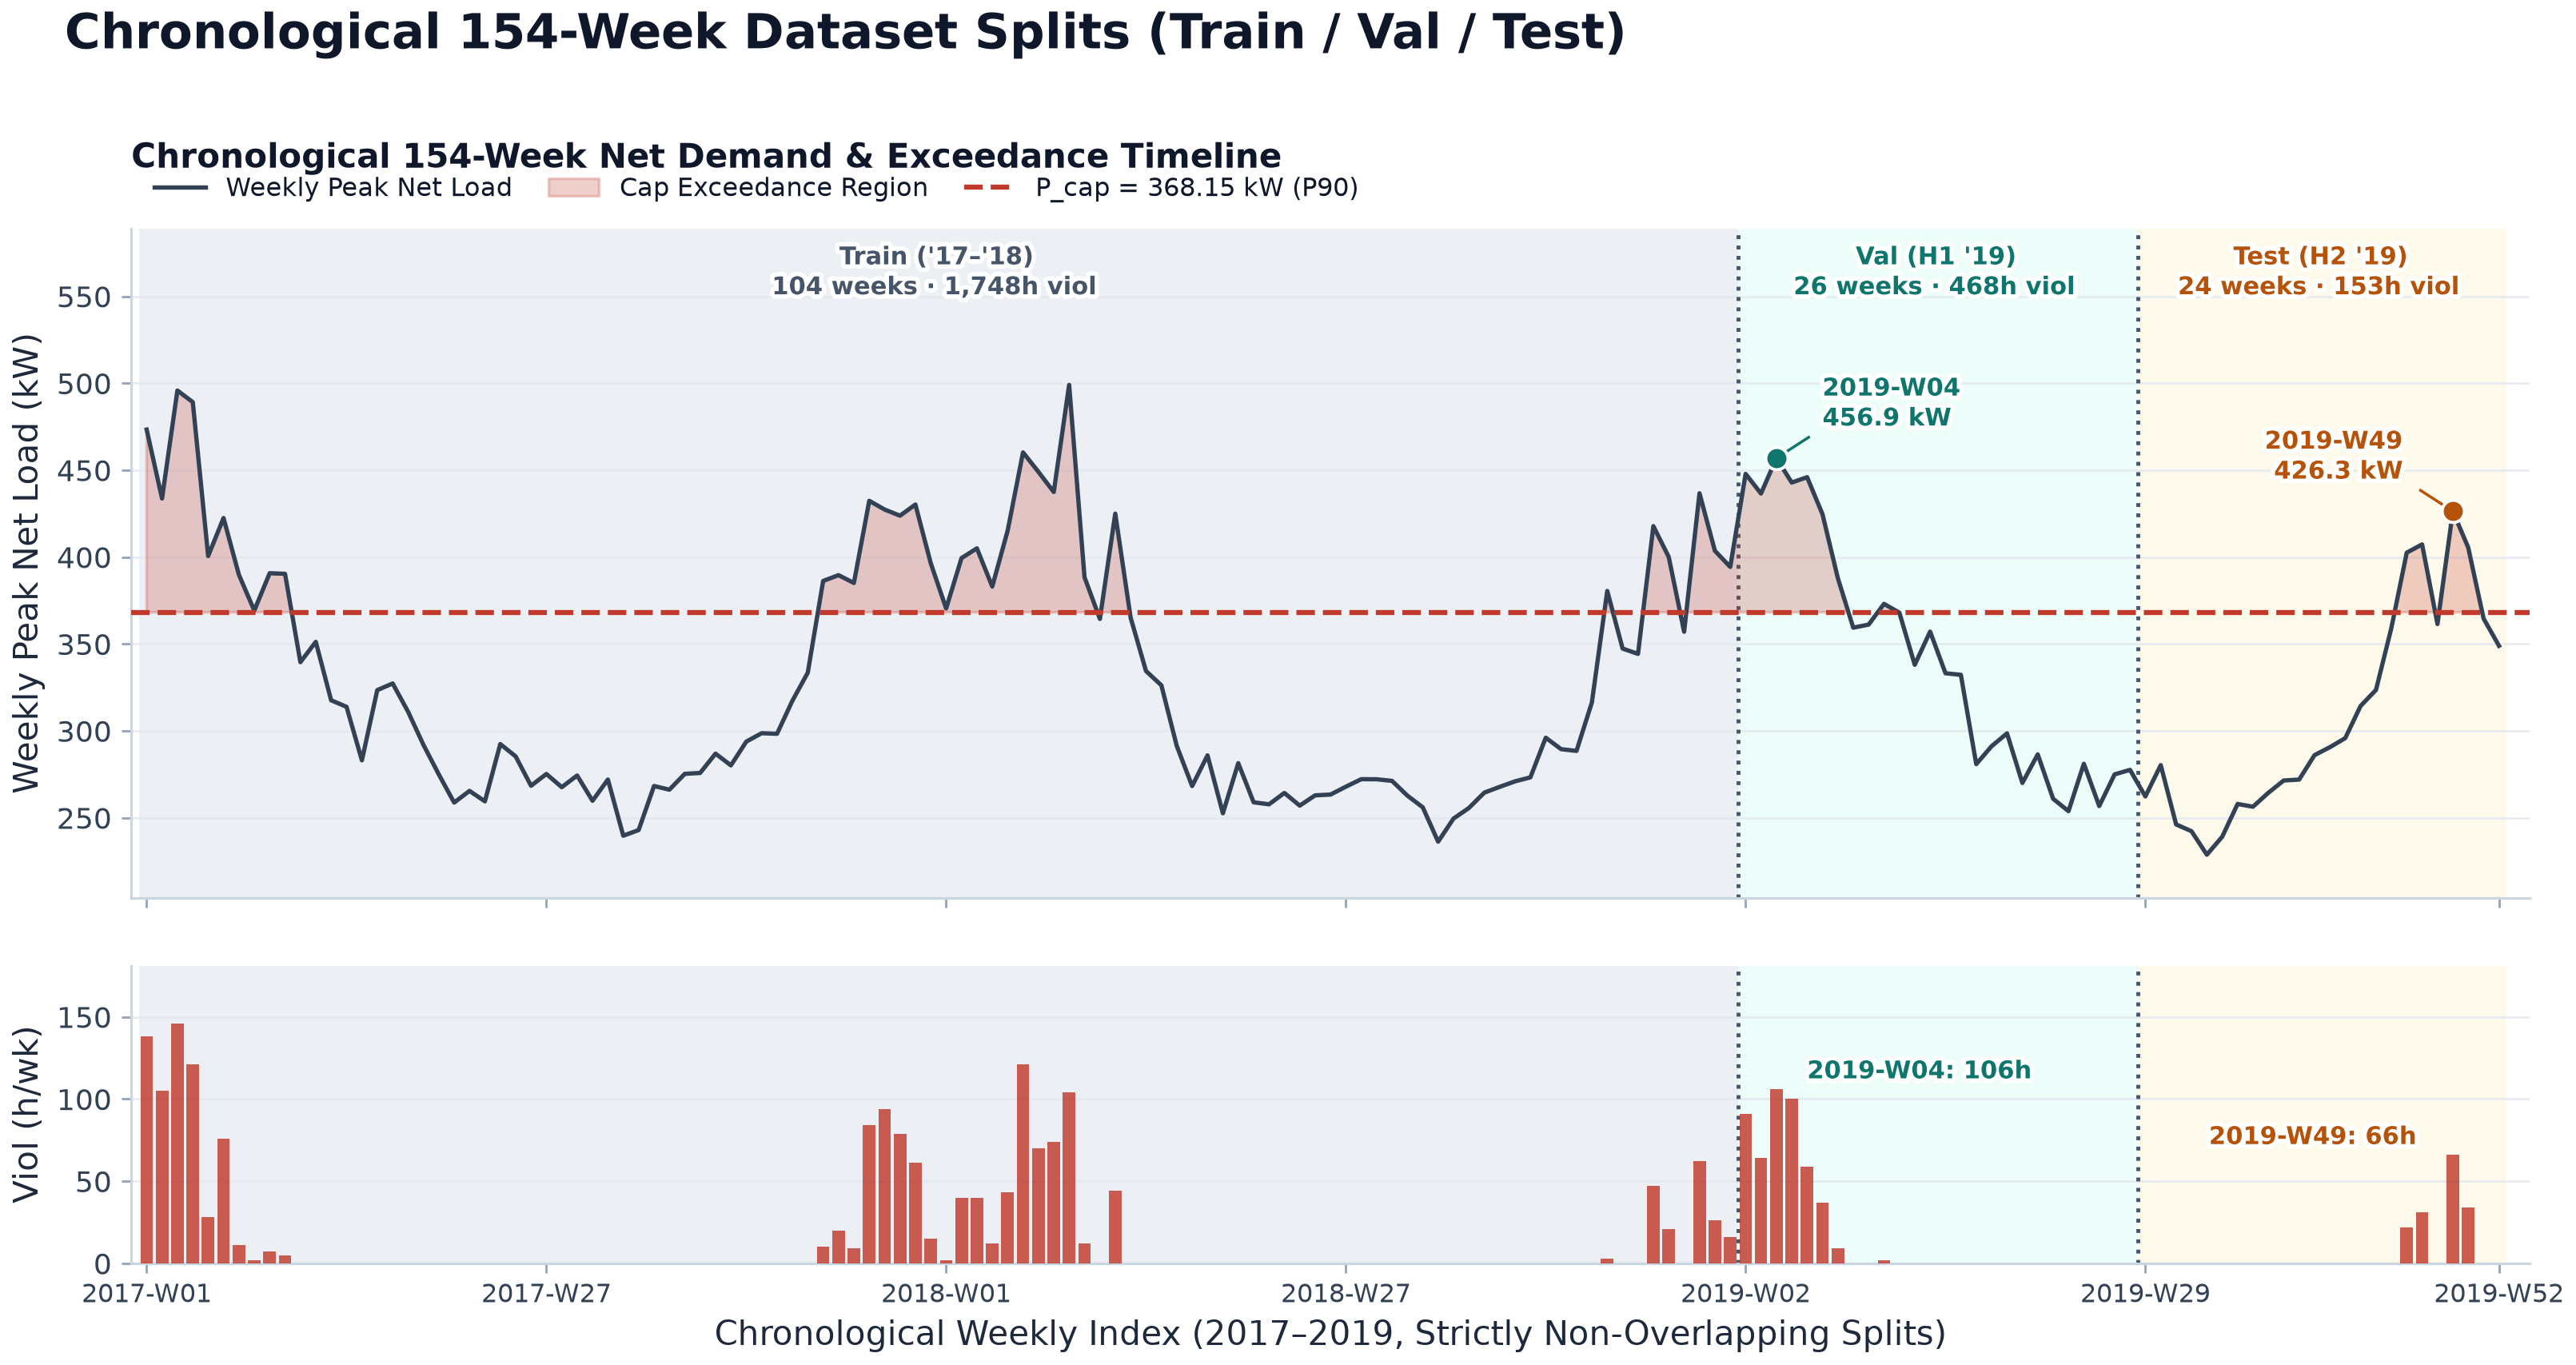 Chronological 154-Week Dataset Splits (Train / Val / Test)
Chronological 154-Week Net Demand & Exceedance Timeline
Weekly Peak Net Load
Cap Exceedance Region
P_cap = 368.15 kW (P90)
Train ('17–'18)
104 weeks · 1,748h viol
Val (H1 '19)
26 weeks · 468h viol
Test (H2 '19)
24 weeks · 153h viol
2019-W04
456.9 kW
2019-W49
426.3 kW
Weekly Peak Net Load (kW)
550
500
450
400
350
300
250
Viol (h/wk)
150
100
50
0
2019-W04: 106h
2019-W49: 66h
2017-W01
2017-W27
2018-W01
2018-W27
2019-W02
2019-W29
2019-W52
Chronological Weekly Index (2017–2019, Strictly Non-Overlapping Splits)